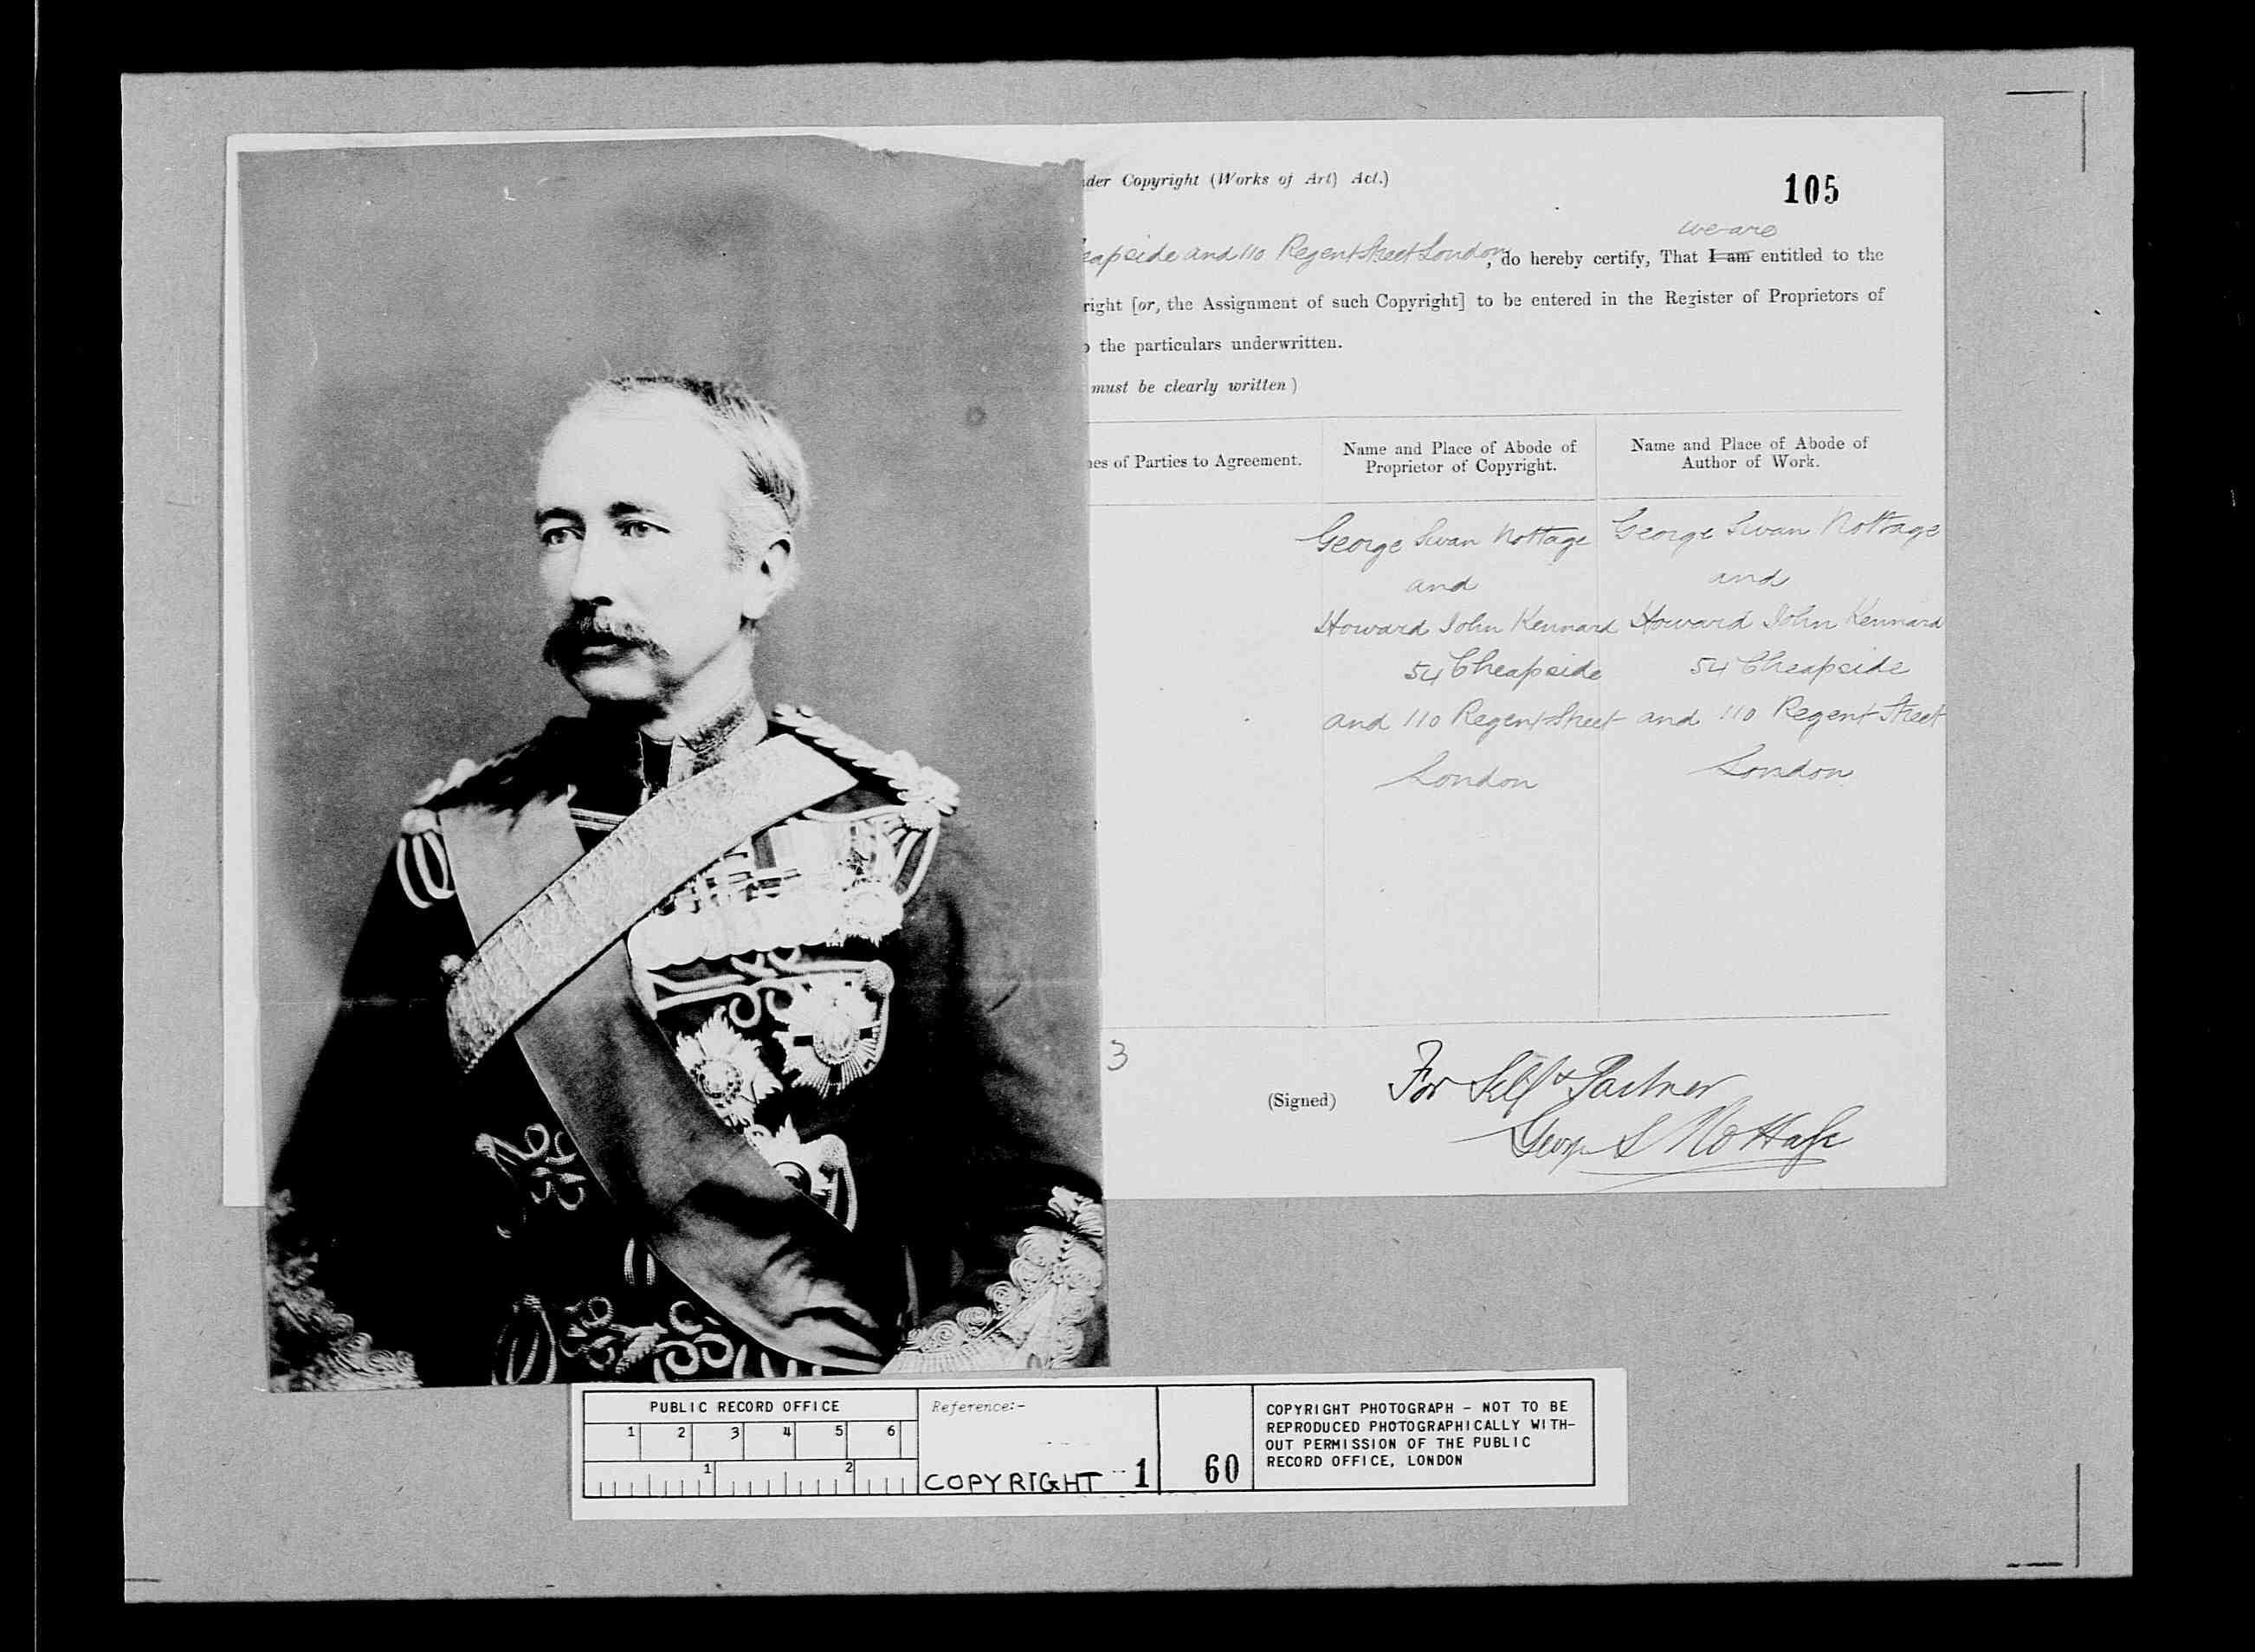 der Copyright (Works of Art) Act.)
105
we are
eapside and 110 Regent Street London, do hereby certify, That I am entitled to the
right [or, the Assignment of such Copyright] to be entered in the Register of Proprietors of
the particulars underwritten.
must be clearly written)
es of Parties to Agreement.
Name and Place of Abode of
Proprietor of Copyright.
Name and Place of Abode of
Author of Work.
George Swan Nottage
and
Howard John Kennard
54 Cheapside
and 110 Regent Street
London
George Swan Nottage
and
Howard John Kennard
54 Cheapside
and 110 Regent Street
London
3
(Signed)
For Self & Partner
George S Nottage
PUBLIC RECORD OFFICE
1 2 3 4 5 6
1 2
Reference:-
COPYRIGHT 1
60
COPYRIGHT PHOTOGRAPH - NOT TO BE
REPRODUCED PHOTOGRAPHICALLY WITH-
OUT PERMISSION OF THE PUBLIC
RECORD OFFICE, LONDON